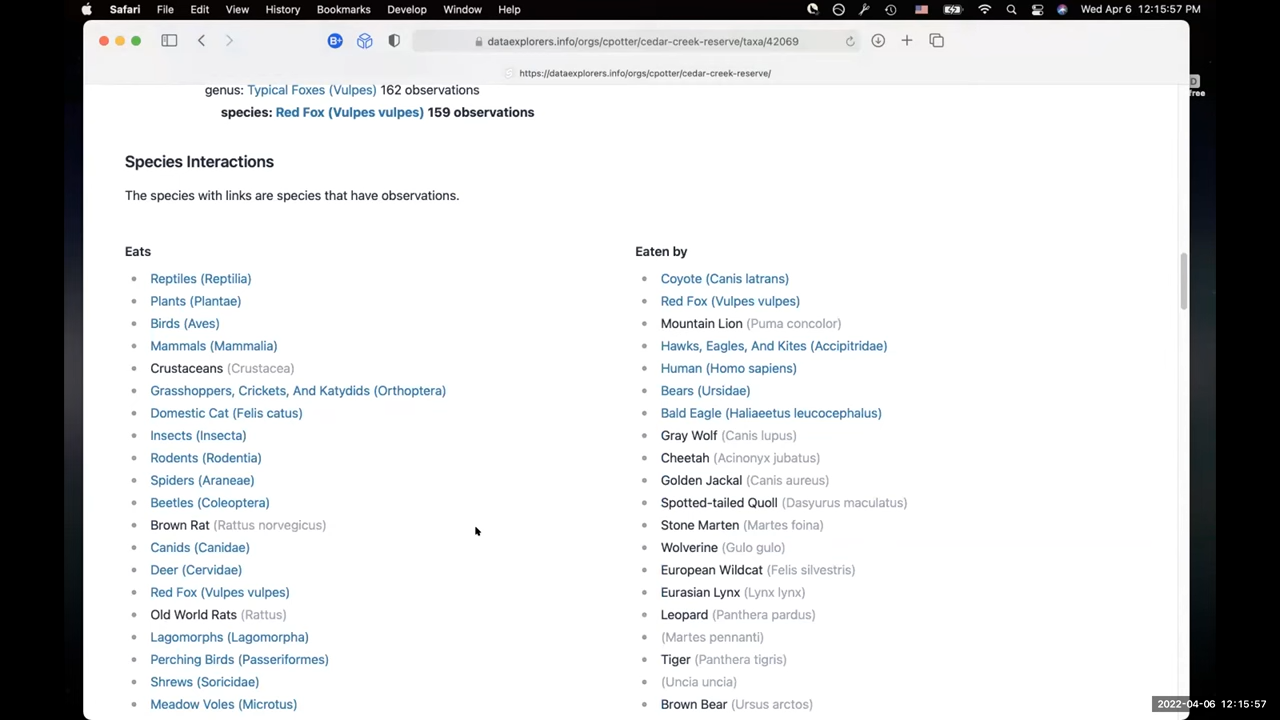 Safari File Edit View History Bookmarks Develop Window Help Wed Apr 6 12:15:57 PM
B+ dataexplorers.info/orgs/cpotter/cedar-creek-reserve/taxa/42069
https://dataexplorers.info/orgs/cpotter/cedar-creek-reserve/
D
free
genus: Typical Foxes (Vulpes) 162 observations
species: Red Fox (Vulpes vulpes) 159 observations
Species Interactions
The species with links are species that have observations.
Eats
Reptiles (Reptilia)
Plants (Plantae)
Birds (Aves)
Mammals (Mammalia)
Crustaceans (Crustacea)
Grasshoppers, Crickets, And Katydids (Orthoptera)
Domestic Cat (Felis catus)
Insects (Insecta)
Rodents (Rodentia)
Spiders (Araneae)
Beetles (Coleoptera)
Brown Rat (Rattus norvegicus)
Canids (Canidae)
Deer (Cervidae)
Red Fox (Vulpes vulpes)
Old World Rats (Rattus)
Lagomorphs (Lagomorpha)
Perching Birds (Passeriformes)
Shrews (Soricidae)
Meadow Voles (Microtus)
Eaten by
Coyote (Canis latrans)
Red Fox (Vulpes vulpes)
Mountain Lion (Puma concolor)
Hawks, Eagles, And Kites (Accipitridae)
Human (Homo sapiens)
Bears (Ursidae)
Bald Eagle (Haliaeetus leucocephalus)
Gray Wolf (Canis lupus)
Cheetah (Acinonyx jubatus)
Golden Jackal (Canis aureus)
Spotted-tailed Quoll (Dasyurus maculatus)
Stone Marten (Martes foina)
Wolverine (Gulo gulo)
European Wildcat (Felis silvestris)
Eurasian Lynx (Lynx lynx)
Leopard (Panthera pardus)
(Martes pennanti)
Tiger (Panthera tigris)
(Uncia uncia)
Brown Bear (Ursus arctos)
2022-04-06 12:15:57